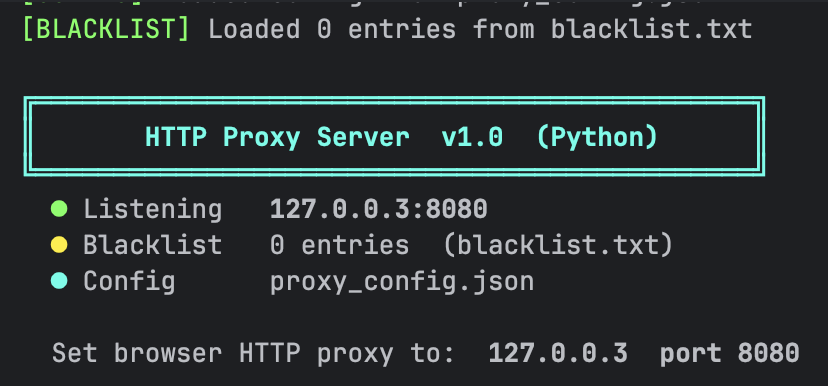 [BLACKLIST] Loaded 0 entries from blacklist.txt
HTTP Proxy Server v1.0 (Python)
Listening 127.0.0.3:8080
Blacklist 0 entries (blacklist.txt)
Config proxy_config.json
Set browser HTTP proxy to: 127.0.0.3 port 8080